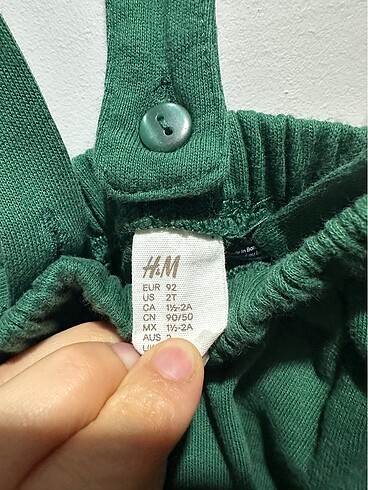 H&M
EUR 92
US 2T
CA 1½-2A
CN 90/50
MX 1½-2A
AUS 2